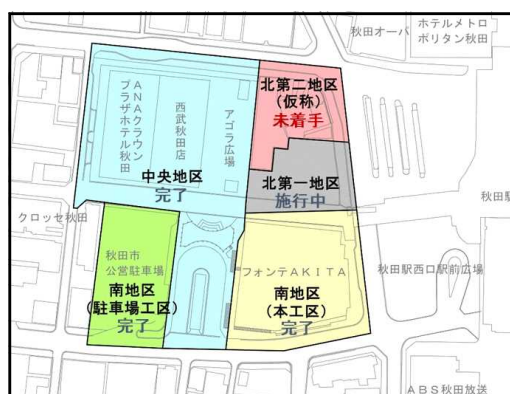 秋田オーパ
ホテルメトロ
ポリタン秋田
北第二地区
（仮称）
未着手
ANAクラウン
プラザホテル秋田
西武秋田店
アゴラ広場
中央地区
完了
北第一地区
施行中
クロッセ秋田
秋田駅
秋田市
公営駐車場
フォンテAKITA
秋田駅西口駅前広場
南地区
（駐車場工区）
完了
南地区
（本工区）
完了
ABS秋田放送